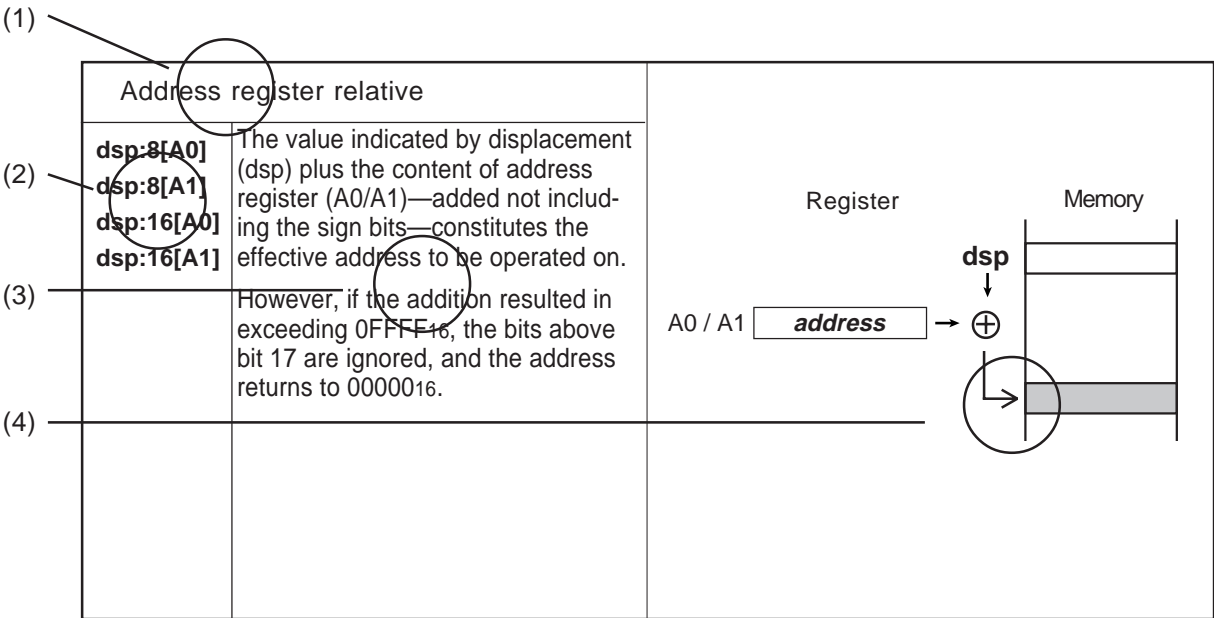 (1)
Address register relative
(2)
dsp:8[A0]
dsp:8[A1]
dsp:16[A0]
dsp:16[A1]
The value indicated by displacement
(dsp) plus the content of address
register (A0/A1)—added not includ-
ing the sign bits—constitutes the
effective address to be operated on.
(3)
However, if the addition resulted in
exceeding 0FFFF16, the bits above
bit 17 are ignored, and the address
returns to 0000016.
(4)
Register
Memory
dsp
A0 / A1
address